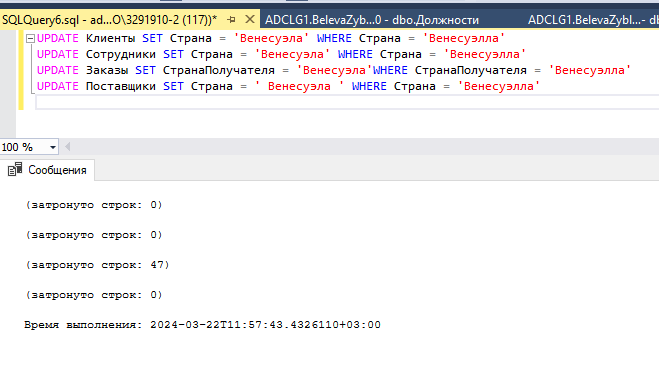 SQLQuery6.sql - ad...O\3291910-2 (117))* ADCLG1.BelevaZyb...0 - dbo.Должности ADCLG1.BelevaZybl...- dbo
UPDATE Клиенты SET Страна = 'Венесуэла' WHERE Страна = 'Венесуэлла'
UPDATE Сотрудники SET Страна = 'Венесуэла' WHERE Страна = 'Венесуэлла'
UPDATE Заказы SET СтранаПолучателя = 'Венесуэла'WHERE СтранаПолучателя = 'Венесуэлла'
UPDATE Поставщики SET Страна = ' Венесуэла ' WHERE Страна = 'Венесуэлла'
100 %
Сообщения
(затронуто строк: 0)
(затронуто строк: 0)
(затронуто строк: 47)
(затронуто строк: 0)
Время выполнения: 2024-03-22T11:57:43.4326110+03:00